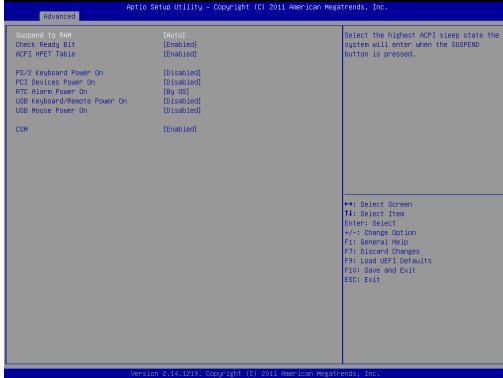 Aptio Setup Utility – Copyright (C) 2011 American Megatrends, Inc.
Advanced
Suspend to RAM [Auto]
Check Ready Bit [Enabled]
ACPI HPET Table [Enabled]
PS/2 Keyboard Power On [Disabled]
PCI Devices Power On [Disabled]
RTC Alarm Power On [By OS]
USB Keyboard/Remote Power On [Disabled]
USB Mouse Power On [Disabled]
CSM [Enabled]
Select the highest ACPI sleep state the
system will enter when the SUSPEND
button is pressed.
→←: Select Screen
↑↓: Select Item
Enter: Select
+/-: Change Option
F1: General Help
F7: Discard Changes
F9: Load UEFI Defaults
F10: Save and Exit
ESC: Exit
Version 2.14.1219. Copyright (C) 2011 American Megatrends, Inc.